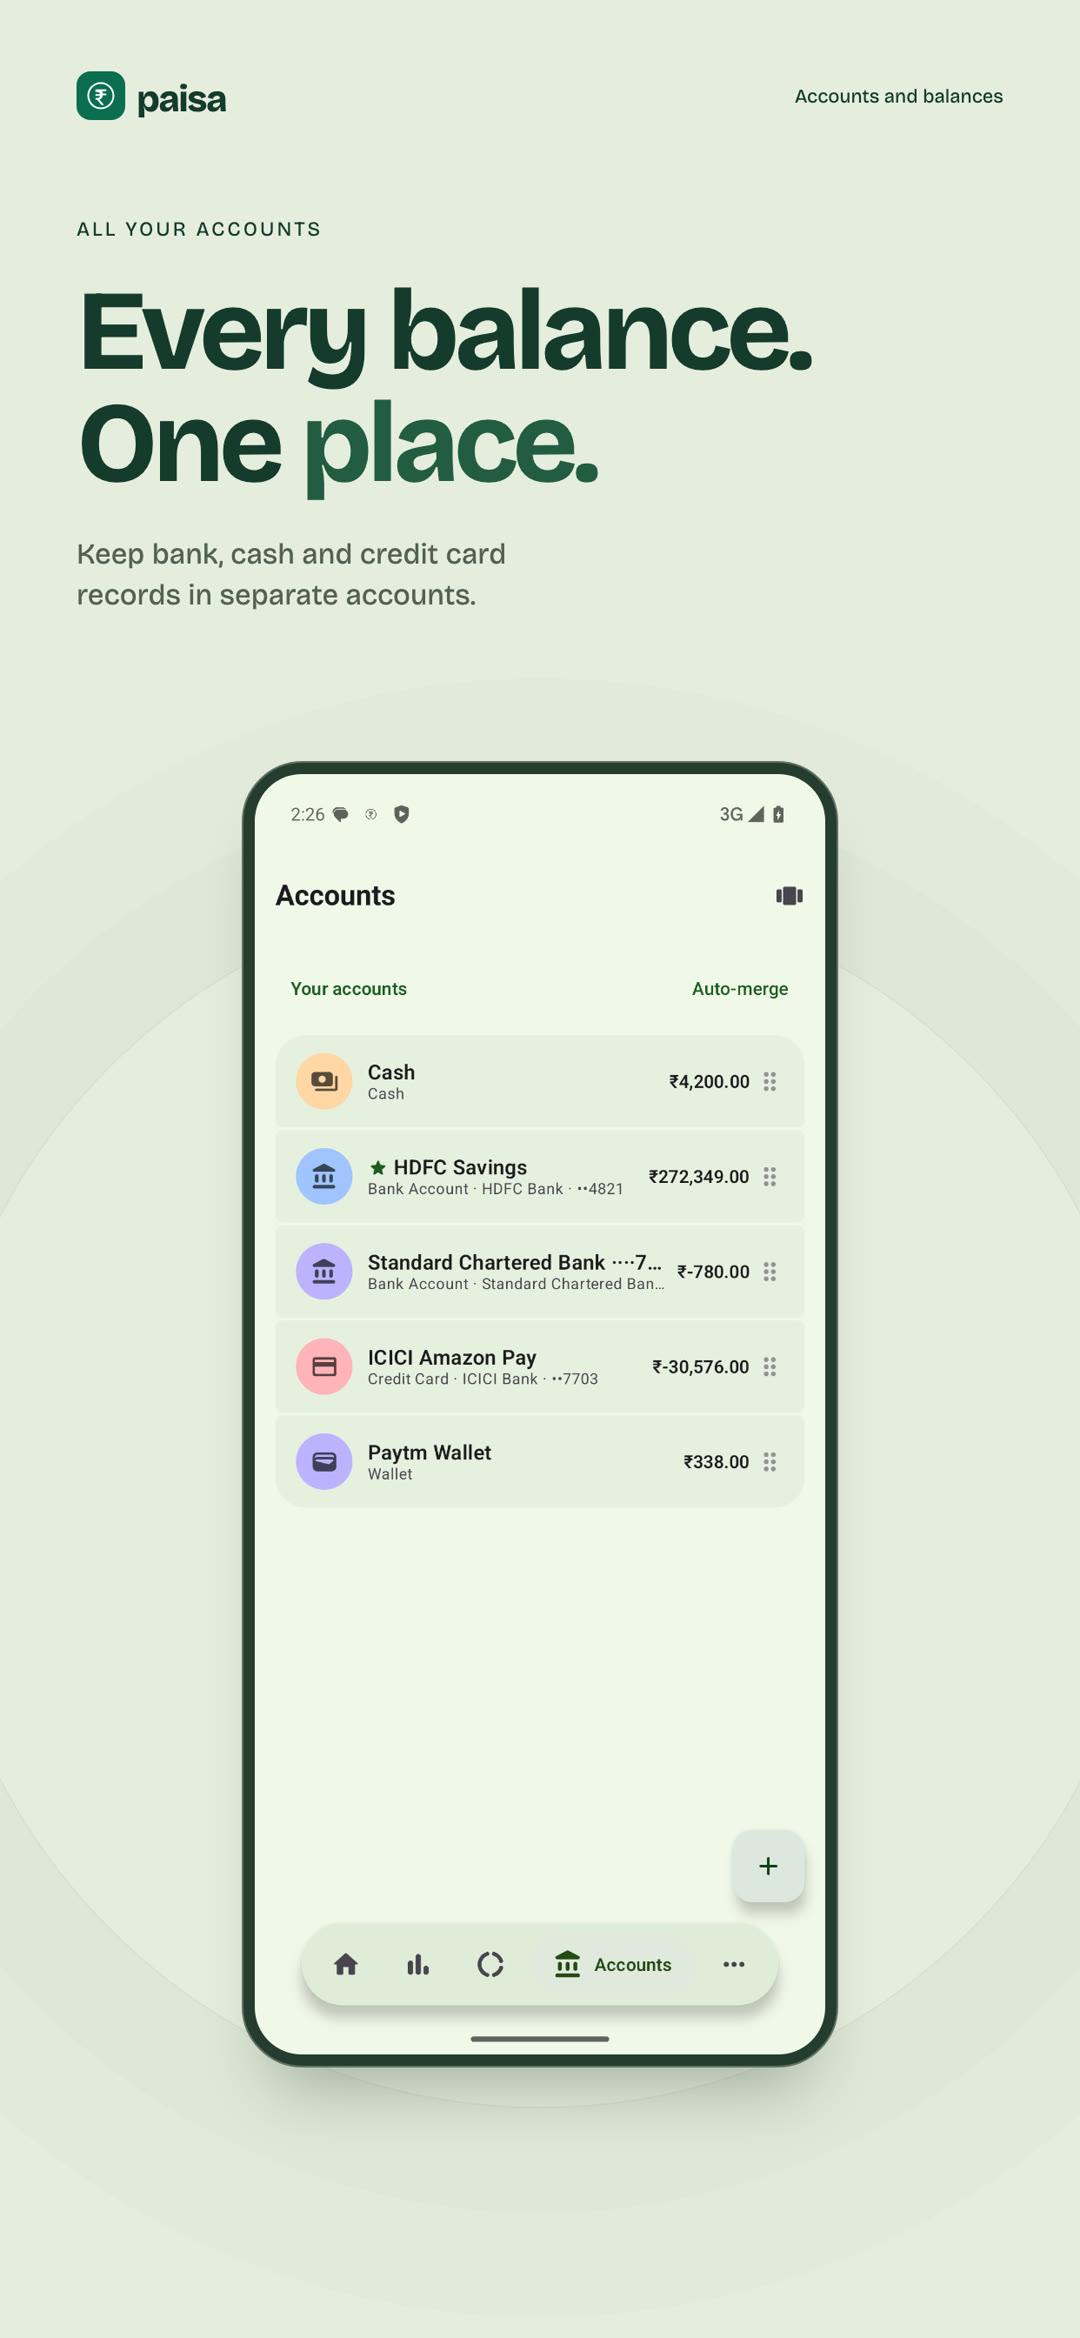 paisa
Accounts and balances
ALL YOUR ACCOUNTS
Every balance.
One place.
Keep bank, cash and credit card
records in separate accounts.
2:26
3G
Accounts
Your accounts
Auto-merge
Cash
Cash
₹4,200.00
HDFC Savings
Bank Account · HDFC Bank · ••4821
₹272,349.00
Standard Chartered Bank ····7...
Bank Account · Standard Chartered Ban...
₹-780.00
ICICI Amazon Pay
Credit Card · ICICI Bank · ••7703
₹-30,576.00
Paytm Wallet
Wallet
₹338.00
Accounts